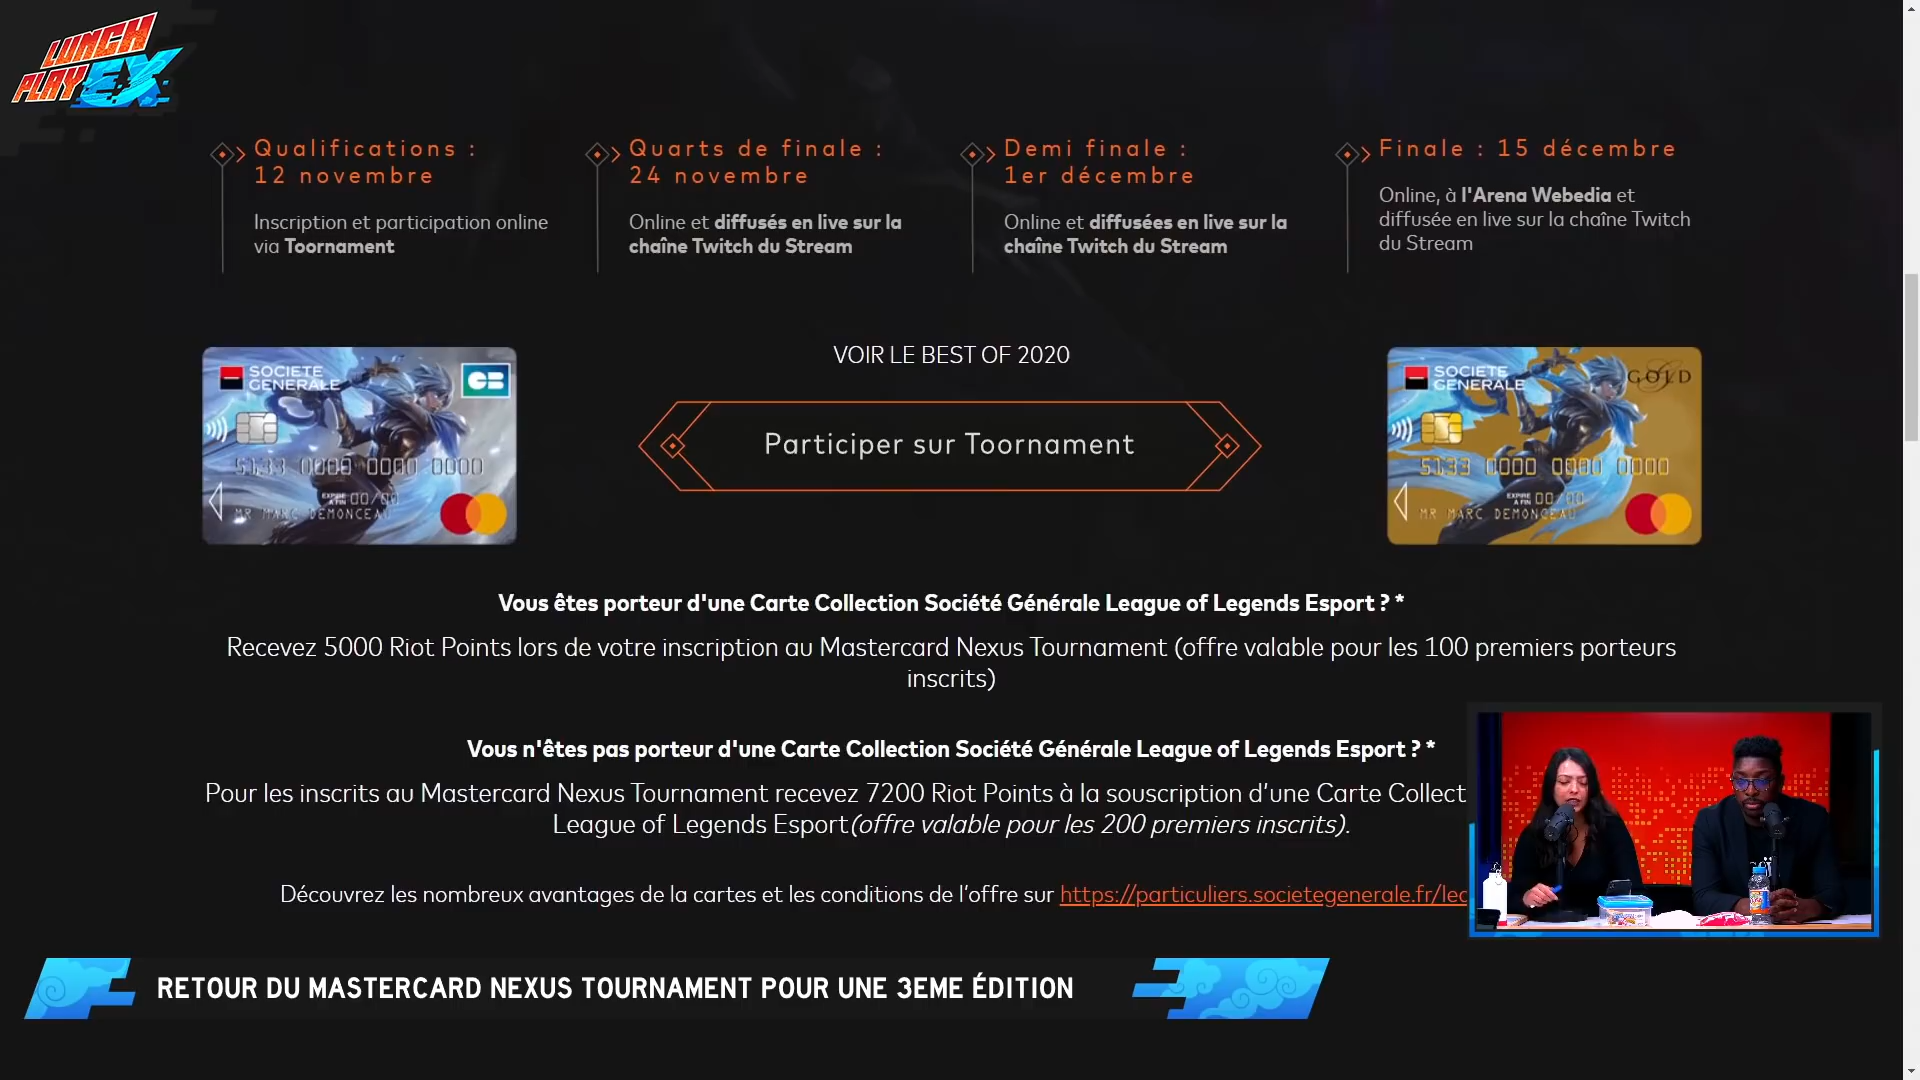 LUNCH
PLAY EX
Qualifications :
12 novembre
Inscription et participation online
via Toornament
Quarts de finale :
24 novembre
Online et diffusés en live sur la
chaîne Twitch du Stream
Demi finale :
1er décembre
Online et diffusées en live sur la
chaîne Twitch du Stream
Finale : 15 décembre
Online, à l'Arena Webedia et
diffusée en live sur la chaîne Twitch
du Stream
SOCIETE
GENERALE
CB
5133 0000 0000 0000
EXPIRE
A FIN 00/00
MR MARC DEMONCEAU
VOIR LE BEST OF 2020
Participer sur Toornament
SOCIETE
GENERALE
GOLD
5133 0000 0000 0000
EXPIRE
A FIN 00/00
MR MARC DEMONCEAU
Vous êtes porteur d'une Carte Collection Société Générale League of Legends Esport ? *
Recevez 5000 Riot Points lors de votre inscription au Mastercard Nexus Tournament (offre valable pour les 100 premiers porteurs
inscrits)
Vous n'êtes pas porteur d'une Carte Collection Société Générale League of Legends Esport ? *
Pour les inscrits au Mastercard Nexus Tournament recevez 7200 Riot Points à la souscription d’une Carte Collect
League of Legends Esport(offre valable pour les 200 premiers inscrits).
Découvrez les nombreux avantages de la cartes et les conditions de l’offre sur https://particuliers.societegenerale.fr/lec
RETOUR DU MASTERCARD NEXUS TOURNAMENT POUR UNE 3EME ÉDITION